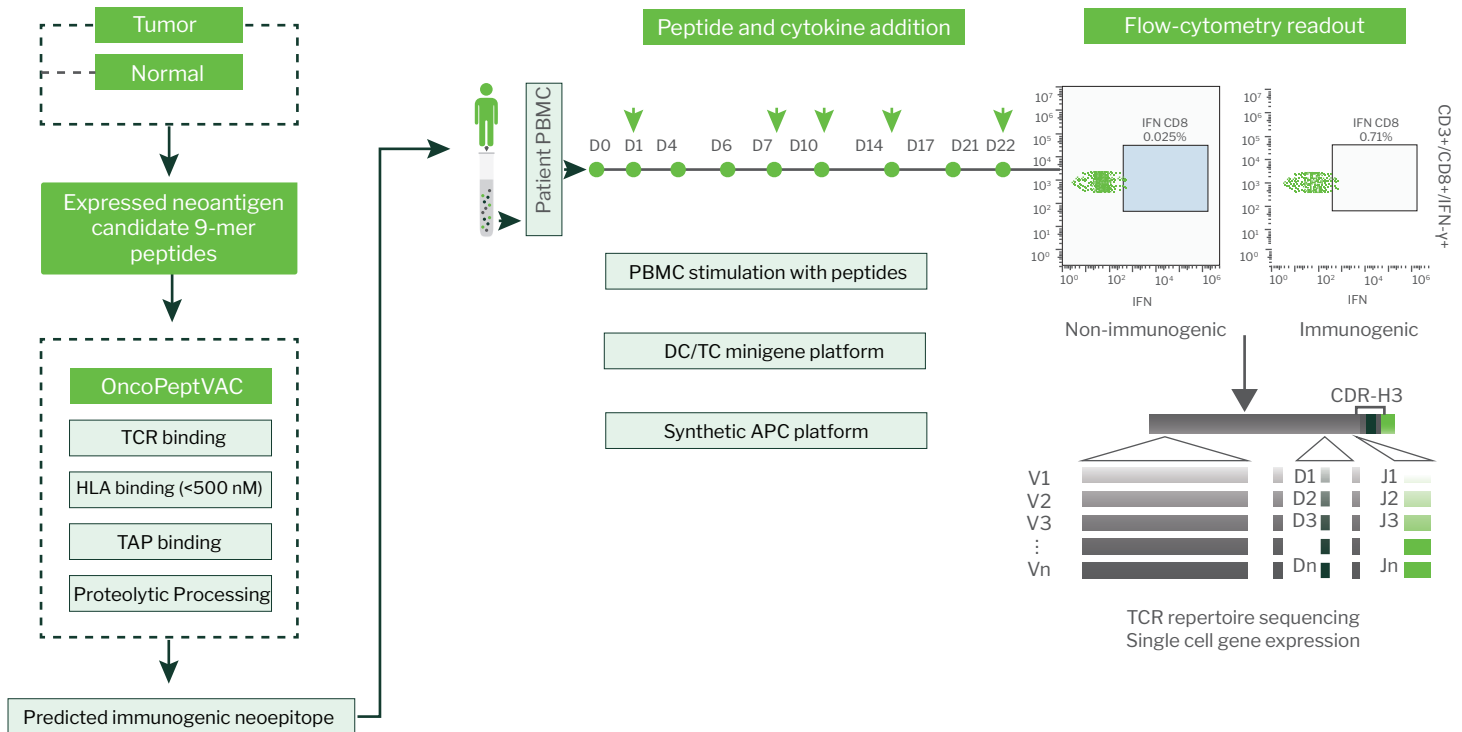 Tumor
Normal
Expressed neoantigen
candidate 9-mer
peptides
OncoPeptVAC
TCR binding
HLA binding (<500 nM)
TAP binding
Proteolytic Processing
Predicted immunogenic neoepitope
Patient PBMC
Peptide and cytokine addition
D0 D1 D4 D6 D7 D10 D14 D17 D21 D22
PBMC stimulation with peptides
DC/TC minigene platform
Synthetic APC platform
Flow-cytometry readout
10⁷
10⁶
10⁵
10⁴
10³
10²
10¹
10⁰
IFN CD8
0.025%
10⁰ 10² 10⁴ 10⁶
IFN
Non-immunogenic
10⁷
10⁶
10⁵
10⁴
10³
10²
10¹
10⁰
IFN CD8
0.71%
10⁰ 10² 10⁴ 10⁶
IFN
Immunogenic
CD3+/CD8+/IFN-γ+
CDR-H3
V1 D1 J1
V2 D2 J2
V3 D3 J3
⋮
Vn Dn Jn
TCR repertoire sequencing
Single cell gene expression